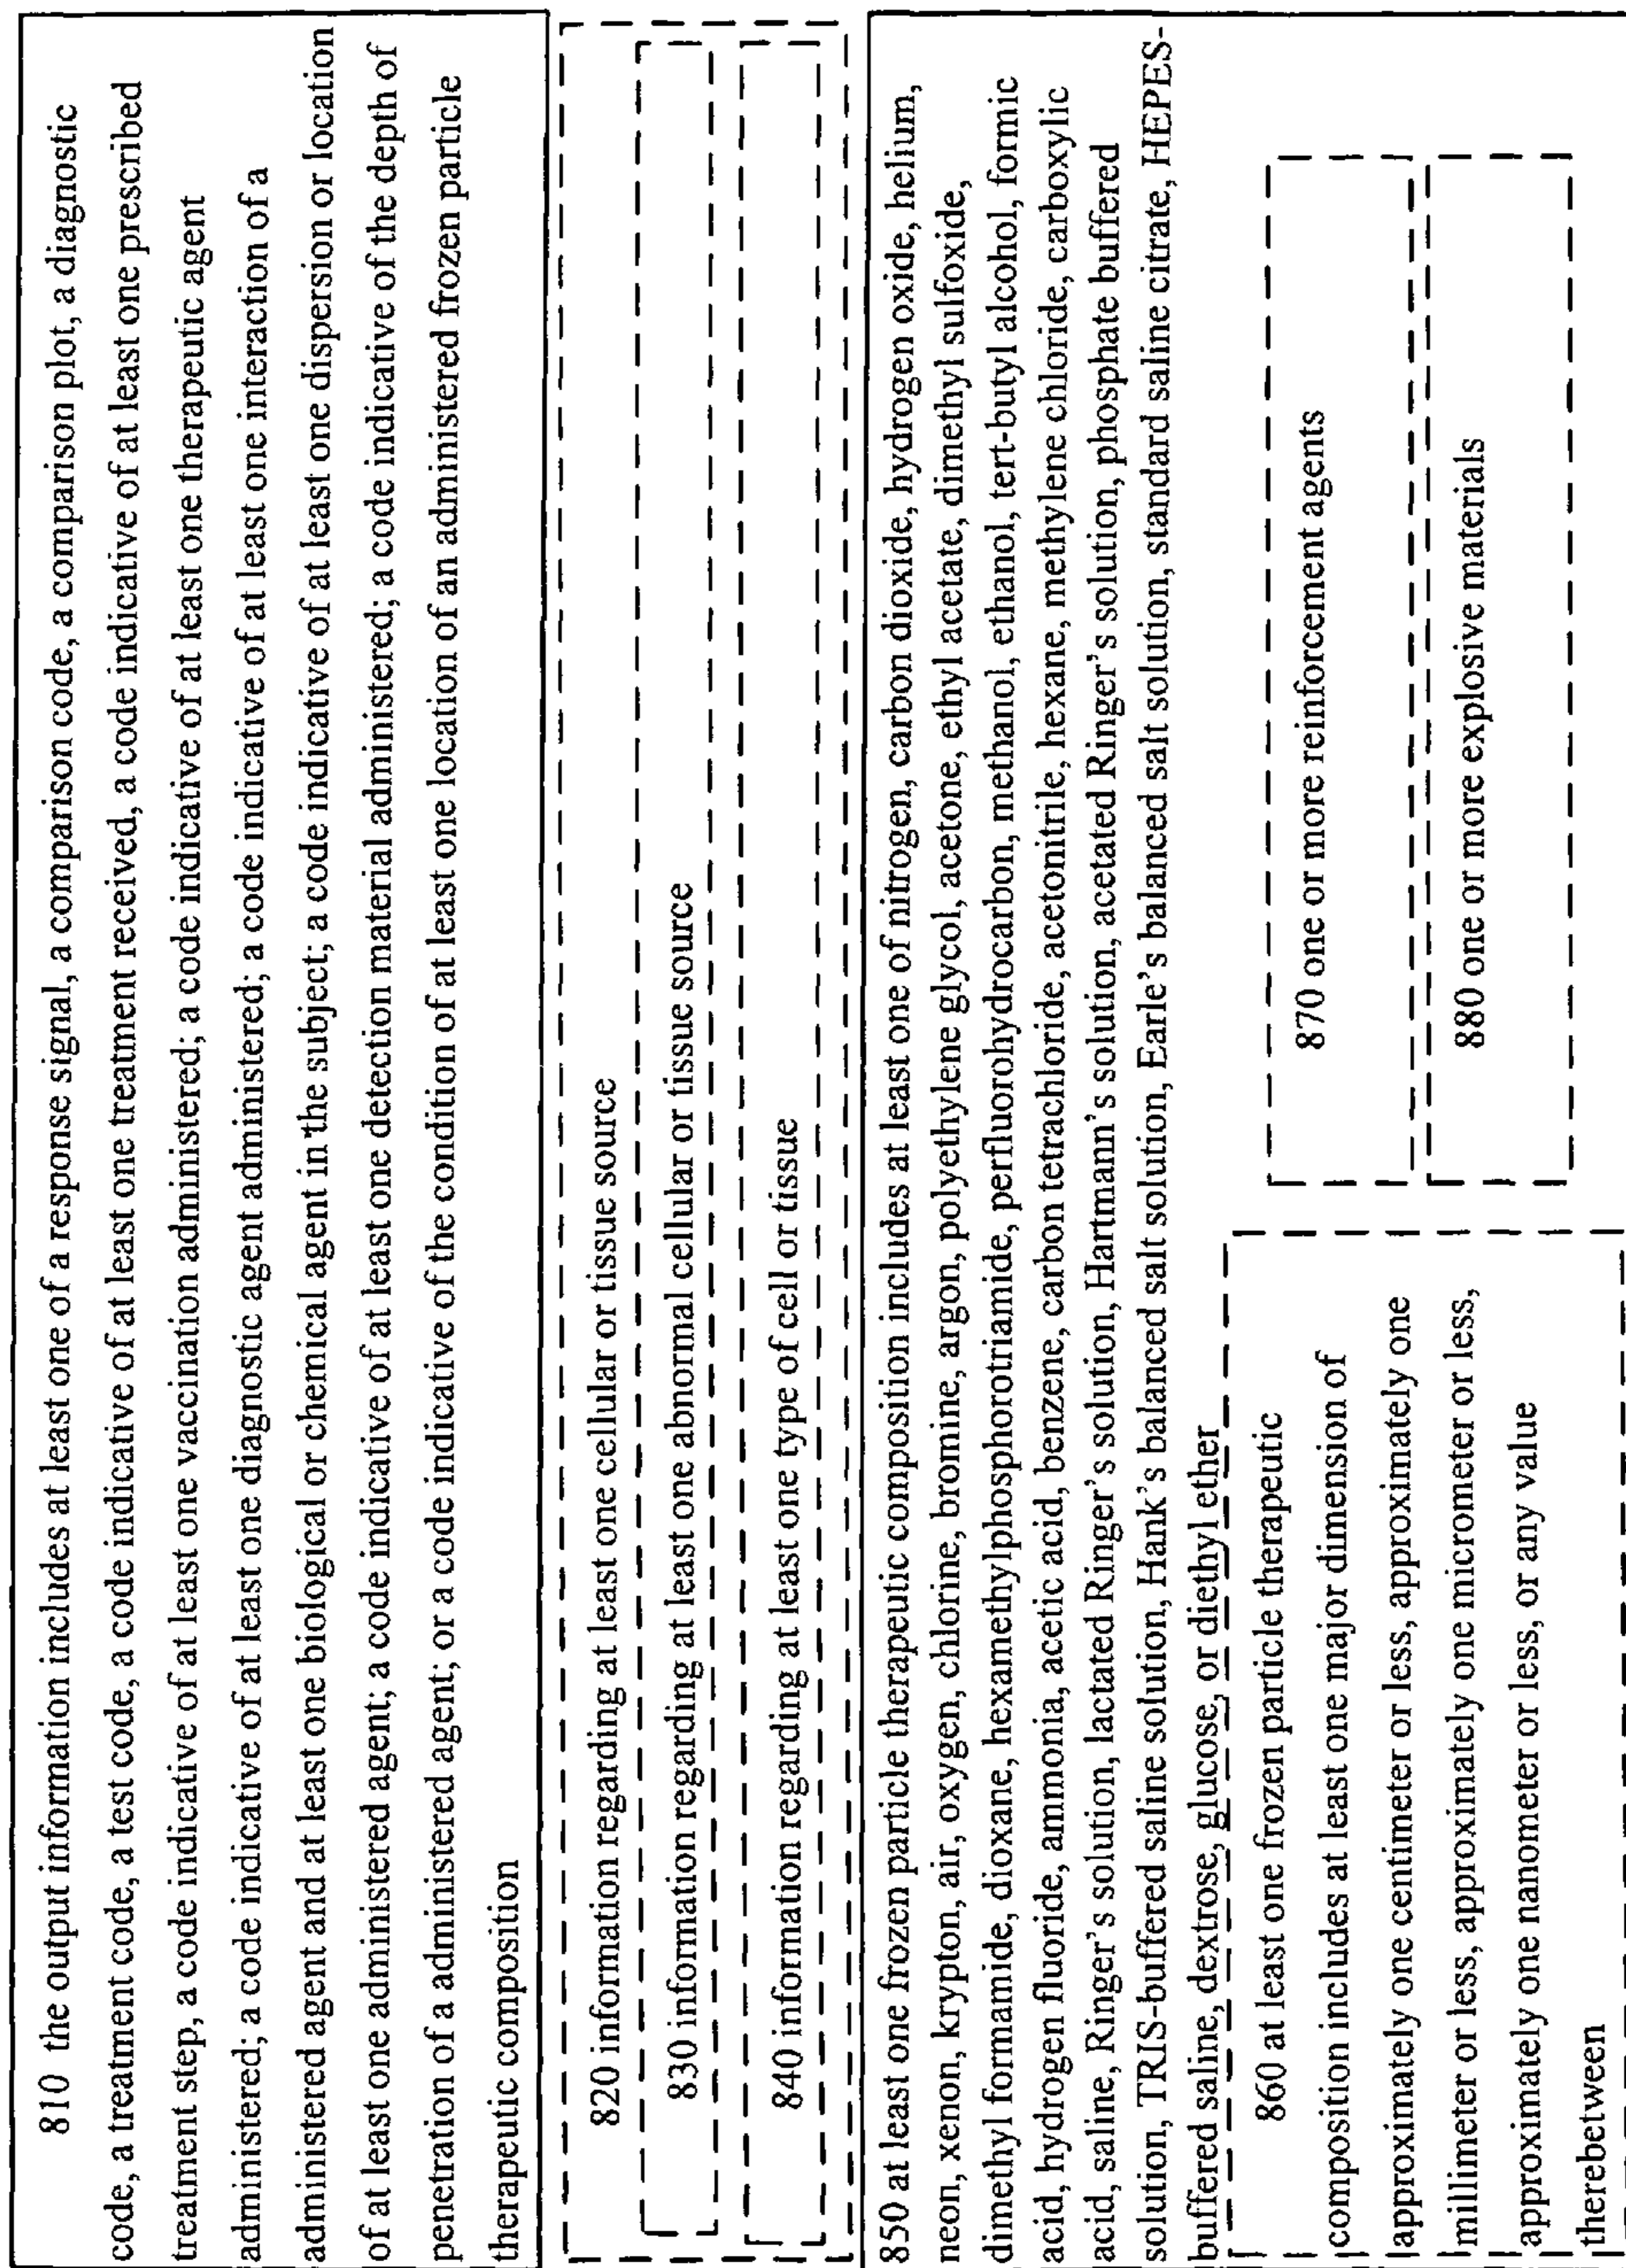 810 the output information includes at least one of a response signal, a comparison code, a comparison plot, a diagnostic
code, a treatment code, a test code, a code indicative of at least one treatment received, a code indicative of at least one prescribed
treatment step, a code indicative of at least one vaccination administered; a code indicative of at least one therapeutic agent
administered; a code indicative of at least one diagnostic agent administered; a code indicative of at least one interaction of a
administered agent and at least one biological or chemical agent in the subject; a code indicative of at least one dispersion or location
of at least one administered agent; a code indicative of at least one detection material administered; a code indicative of the depth of
penetration of a administered agent; or a code indicative of the condition of at least one location of an administered frozen particle
therapeutic composition
820 information regarding at least one cellular or tissue source
830 information regarding at least one abnormal cellular or tissue source
840 information regarding at least one type of cell or tissue
850 at least one frozen particle therapeutic composition includes at least one of nitrogen, carbon dioxide, hydrogen oxide, helium,
neon, xenon, krypton, air, oxygen, chlorine, bromine, argon, polyethylene glycol, acetone, ethyl acetate, dimethyl sulfoxide,
dimethyl formamide, dioxane, hexamethylphosphorotriamide, perfluorohydrocarbon, methanol, ethanol, tert-butyl alcohol, formic
acid, hydrogen fluoride, ammonia, acetic acid, benzene, carbon tetrachloride, acetonitrile, hexane, methylene chloride, carboxylic
acid, saline, Ringer's solution, lactated Ringer's solution, Hartmann's solution, acetated Ringer's solution, phosphate buffered
solution, TRIS-buffered saline solution, Hank's balanced salt solution, Earle's balanced salt solution, standard saline citrate, HEPES-
buffered saline, dextrose, glucose, or diethyl ether
860 at least one frozen particle therapeutic
composition includes at least one major dimension of
approximately one centimeter or less, approximately one
millimeter or less, approximately one micrometer or less,
approximately one nanometer or less, or any value
therebetween
870 one or more reinforcement agents
880 one or more explosive materials